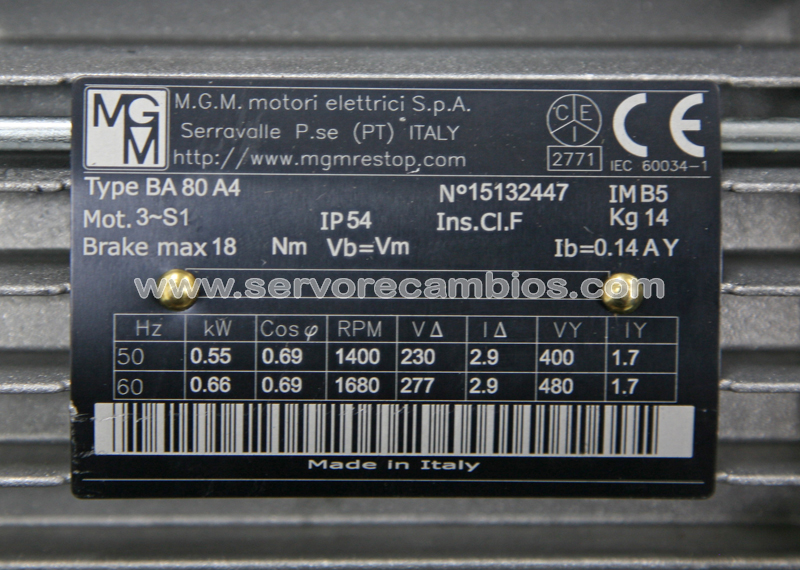 MGM
M.G.M. motori elettrici S.p.A.
Serravalle P.se (PT) ITALY
http://www.mgmrestop.com
CEI
2771
CE
IEC 60034-1
Type BA 80 A4 Nº15132447 IM B5
Mot. 3~S1 IP 54 Ins.Cl.F Kg 14
Brake max 18 Nm Vb=Vm Ib=0.14 A Y
www.servorecambios.com
Hz kW Cos φ RPM V Δ I Δ VY IY
50 0.55 0.69 1400 230 2.9 400 1.7
60 0.66 0.69 1680 277 2.9 480 1.7
Made in Italy